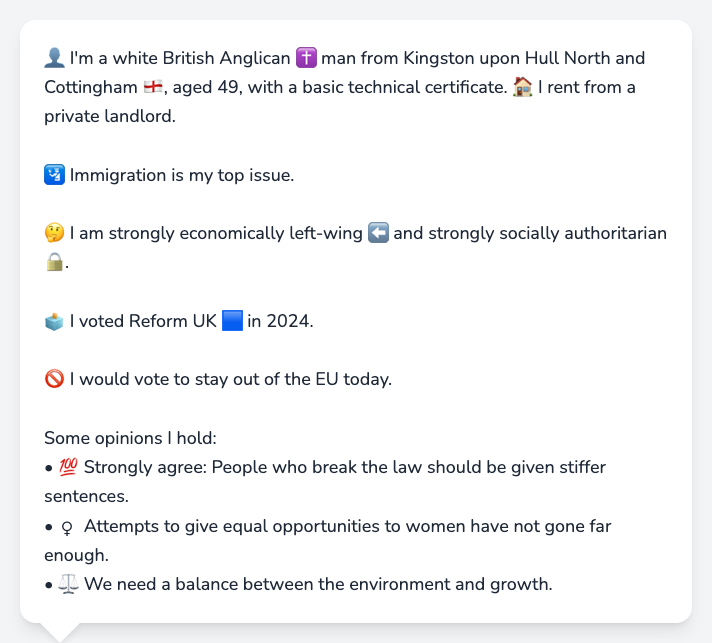 👤 I'm a white British Anglican ✝️ man from Kingston upon Hull North and
Cottingham 🏴󠁧󠁢󠁥󠁮󠁧󠁿, aged 49, with a basic technical certificate. 🏠 I rent from a
private landlord.
🛂 Immigration is my top issue.
🤔 I am strongly economically left-wing ⬅️ and strongly socially authoritarian
🔒.
🗳️ I voted Reform UK 🟦 in 2024.
🚫 I would vote to stay out of the EU today.
Some opinions I hold:
• 💯 Strongly agree: People who break the law should be given stiffer
sentences.
• ♀ Attempts to give equal opportunities to women have not gone far
enough.
• ⚖️ We need a balance between the environment and growth.